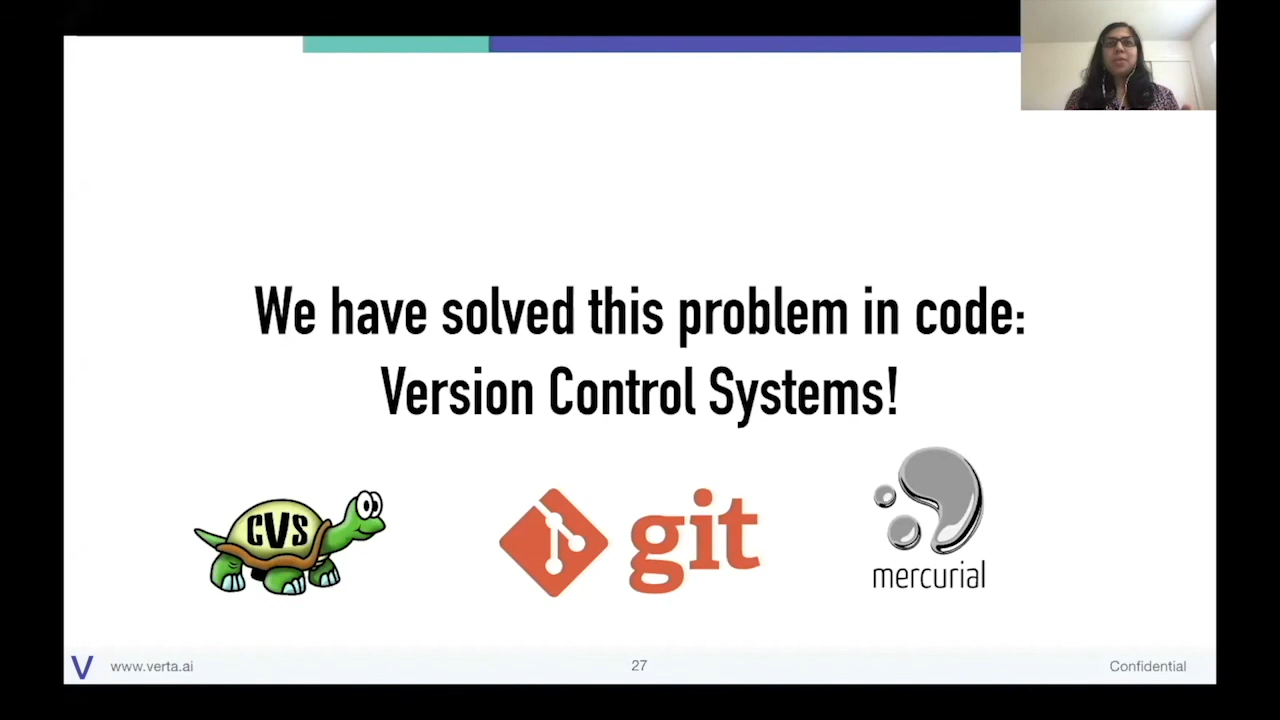 We have solved this problem in code:
Version Control Systems!
CVS
git
mercurial
V www.verta.ai
27
Confidential